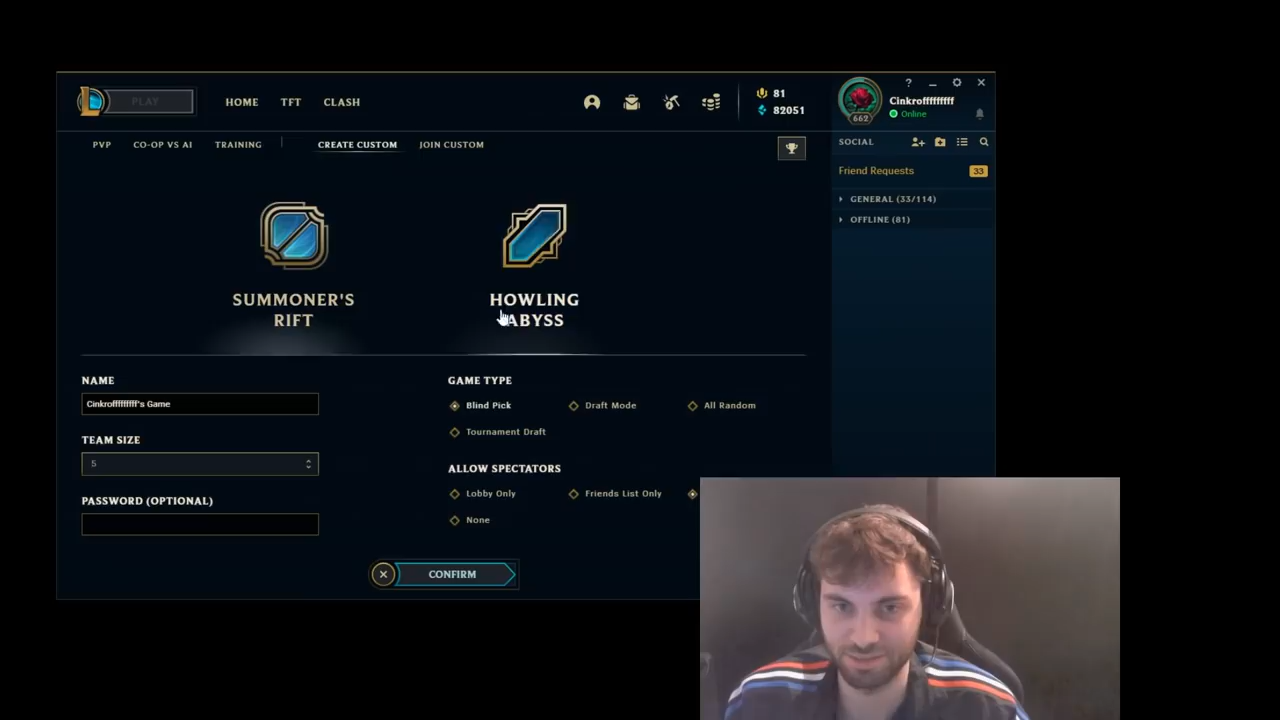 PLAY
HOME
TFT
CLASH
81
82051
?
662
Cinkrofffffffff
Online
PVP
CO-OP VS AI
TRAINING
CREATE CUSTOM
JOIN CUSTOM
SOCIAL
Friend Requests
33
GENERAL (33/114)
OFFLINE (81)
SUMMONER'S
RIFT
HOWLING
ABYSS
NAME
Cinkrofffffffff's Game
TEAM SIZE
5
PASSWORD (OPTIONAL)
GAME TYPE
Blind Pick
Draft Mode
All Random
Tournament Draft
ALLOW SPECTATORS
Lobby Only
Friends List Only
None
CONFIRM